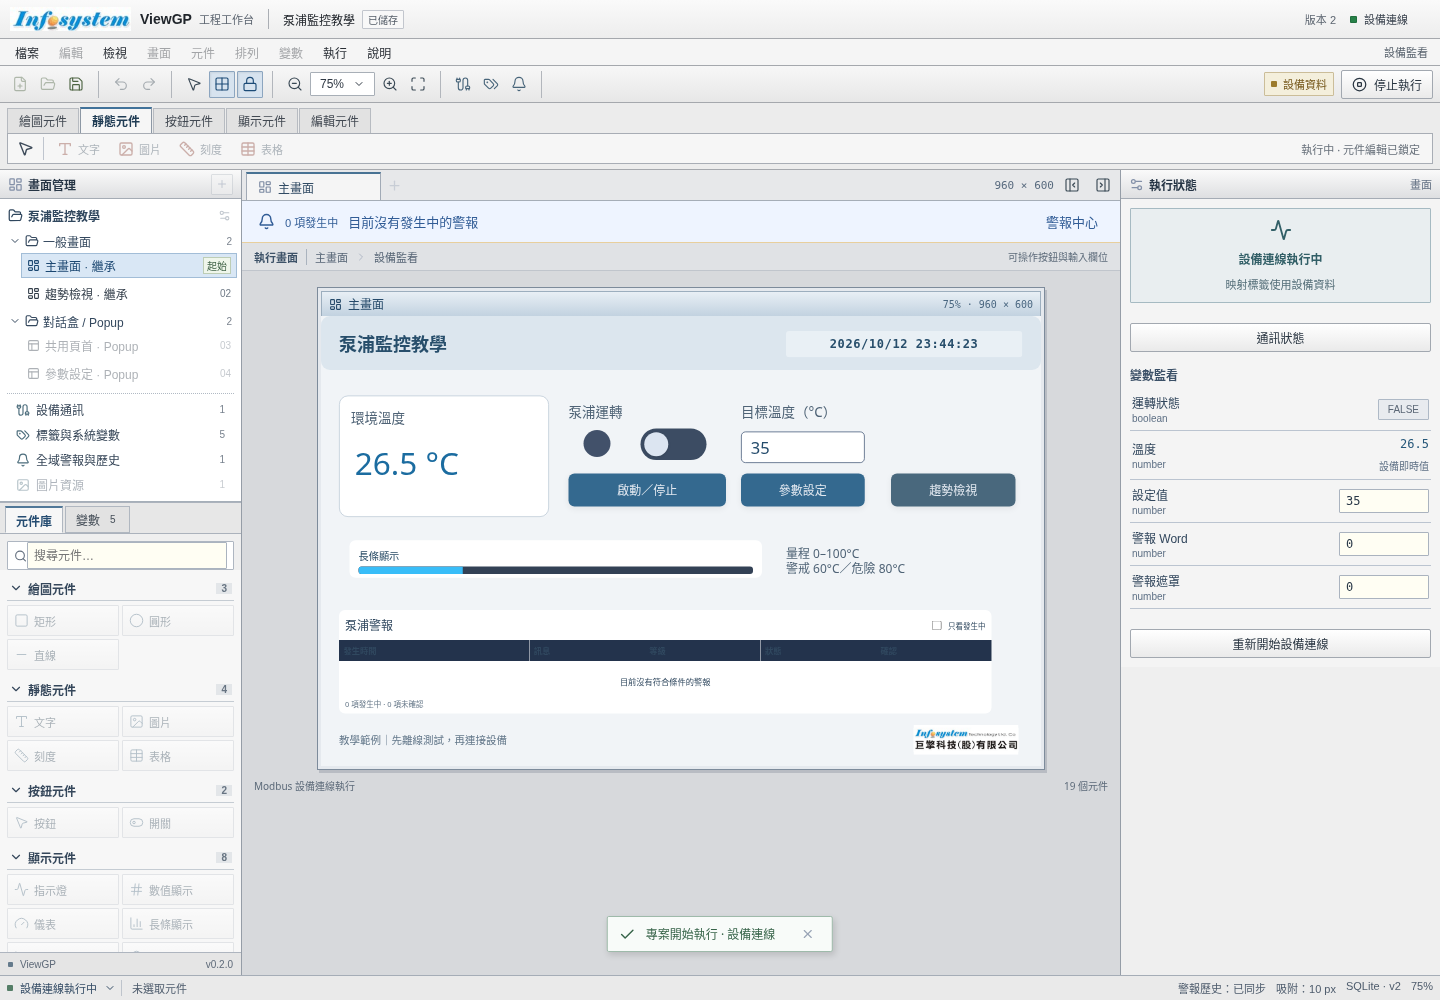 Infosystem ViewGP 工程工作台 泵浦監控教學 已儲存 版本 2 設備連線
檔案 編輯 檢視 畫面 元件 排列 變數 執行 說明 設備監看
75% 設備資料 停止執行
繪圖元件 靜態元件 按鈕元件 顯示元件 編輯元件
文字 圖片 刻度 表格 執行中 · 元件編輯已鎖定
畫面管理
泵浦監控教學
一般畫面 2
主畫面 · 繼承 起始
趨勢檢視 · 繼承 02
對話盒 / Popup 2
共用頁首 · Popup 03
參數設定 · Popup 04
設備通訊 1
標籤與系統變數 5
全域警報與歷史 1
圖片資源 1
元件庫 變數 5
搜尋元件…
繪圖元件 3
矩形 圓形
直線
靜態元件 4
文字 圖片
刻度 表格
按鈕元件 2
按鈕 開關
顯示元件 8
指示燈 數值顯示
儀表 長條顯示
ViewGP v0.2.0
主畫面 960 × 600
0 項發生中 目前沒有發生中的警報 警報中心
執行畫面 主畫面 設備監看 可操作按鈕與輸入欄位
主畫面 75% · 960 × 600
泵浦監控教學 2026/10/12 23:44:23
環境溫度 泵浦運轉 目標溫度（°C）
26.5 °C 35
啟動／停止 參數設定 趨勢檢視
長條顯示
量程 0–100°C
警戒 60°C／危險 80°C
泵浦警報 只看發生中
發生時間 訊息 等級 狀態 確認
目前沒有符合條件的警報
0 項發生中 · 0 項未確認
教學範例｜先離線測試，再連接設備
Infosystem Technology Ltd. Co.
巨擎科技(股)有限公司
Modbus 設備連線執行 19 個元件
專案開始執行 · 設備連線
執行狀態 畫面
設備連線執行中
映射標籤使用設備資料
通訊狀態
變數監看
運轉狀態 FALSE
boolean
溫度 26.5
number 設備即時值
設定值 35
number
警報 Word 0
number
警報遮罩 0
number
重新開始設備連線
設備連線執行中 未選取元件 警報歷史：已同步 吸附：10 px SQLite · v2 75%